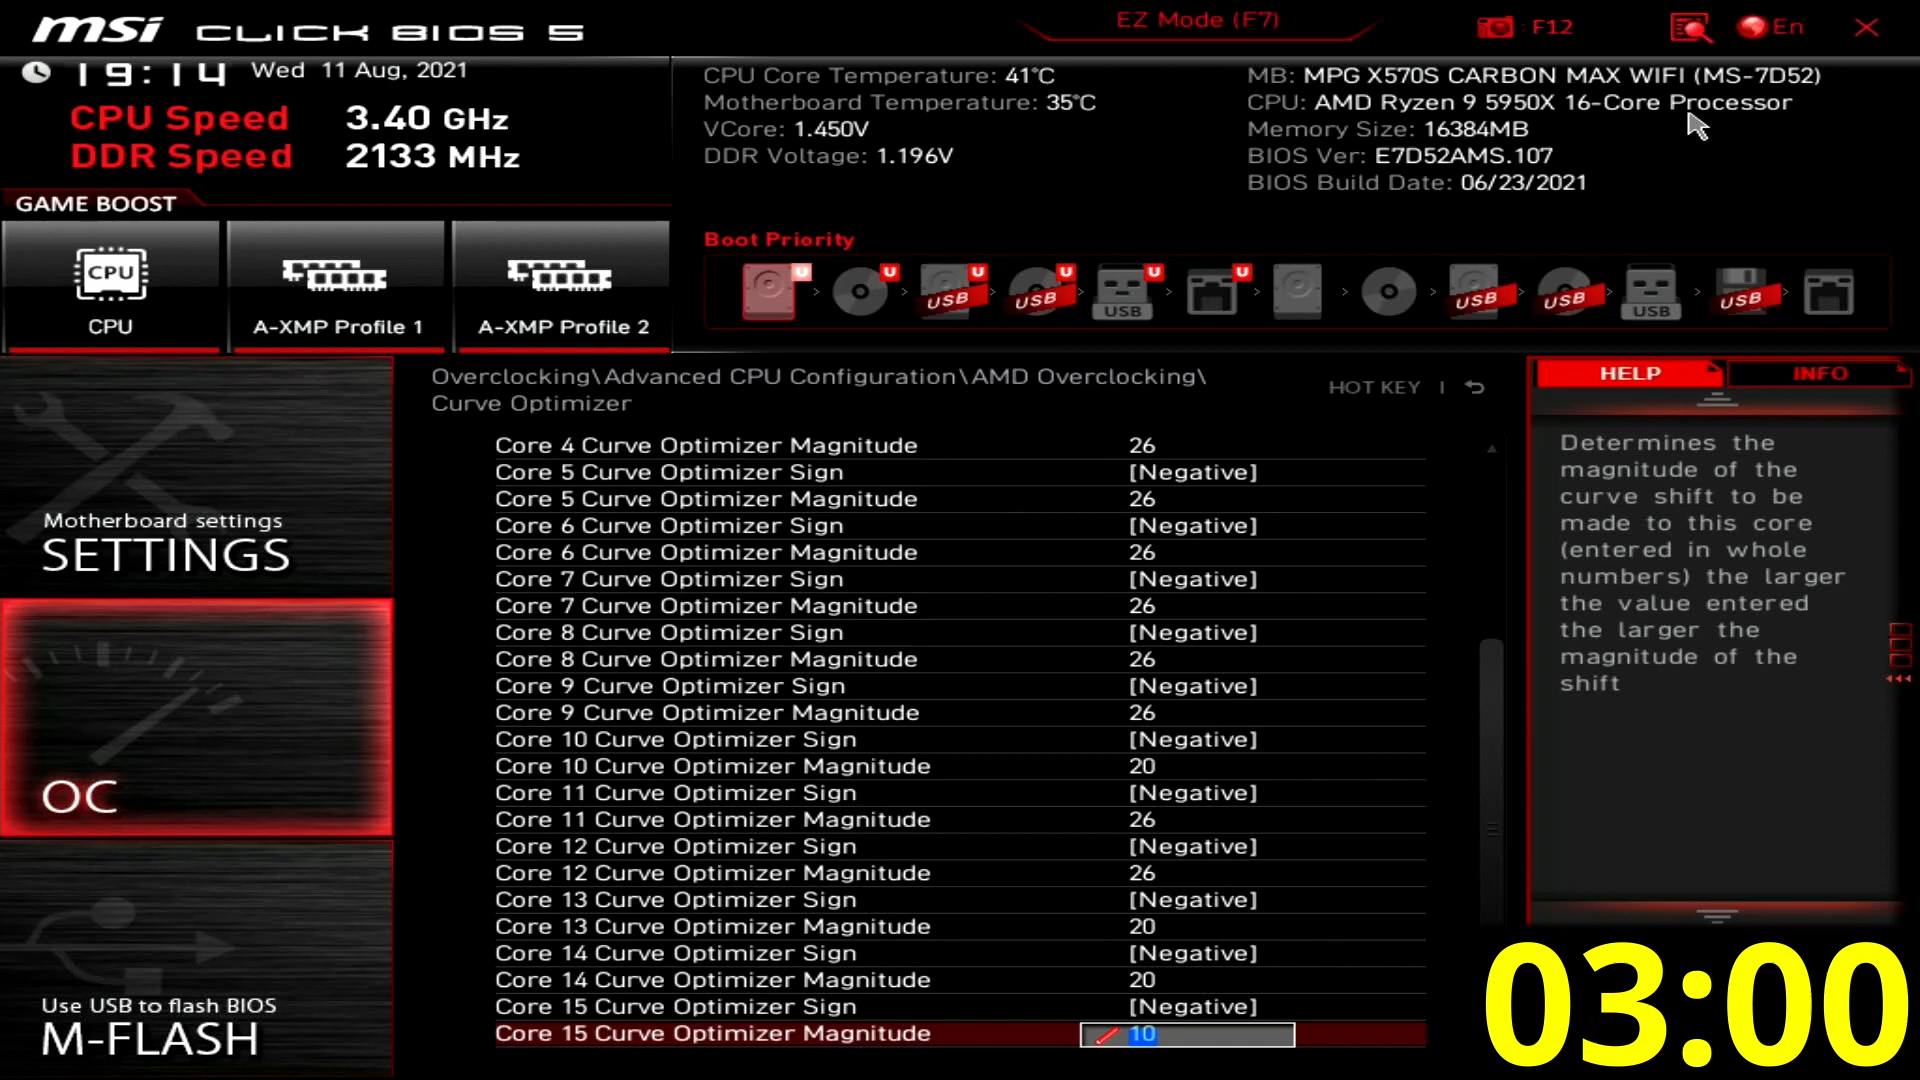 msi CLICK BIOS 5
EZ Mode (F7)
: F12
En
19:14 Wed 11 Aug, 2021
CPU Speed 3.40 GHz
DDR Speed 2133 MHz
CPU Core Temperature: 41°C
Motherboard Temperature: 35°C
VCore: 1.450V
DDR Voltage: 1.196V
MB: MPG X570S CARBON MAX WIFI (MS-7D52)
CPU: AMD Ryzen 9 5950X 16-Core Processor
Memory Size: 16384MB
BIOS Ver: E7D52AMS.107
BIOS Build Date: 06/23/2021
GAME BOOST
CPU
CPU
A-XMP Profile 1
A-XMP Profile 2
Boot Priority
U U U U U U
USB USB USB USB USB USB USB
Motherboard settings
SETTINGS
OC
Use USB to flash BIOS
M-FLASH
Overclocking\Advanced CPU Configuration\AMD Overclocking\
Curve Optimizer
HOT KEY |
Core 4 Curve Optimizer Magnitude 26
Core 5 Curve Optimizer Sign [Negative]
Core 5 Curve Optimizer Magnitude 26
Core 6 Curve Optimizer Sign [Negative]
Core 6 Curve Optimizer Magnitude 26
Core 7 Curve Optimizer Sign [Negative]
Core 7 Curve Optimizer Magnitude 26
Core 8 Curve Optimizer Sign [Negative]
Core 8 Curve Optimizer Magnitude 26
Core 9 Curve Optimizer Sign [Negative]
Core 9 Curve Optimizer Magnitude 26
Core 10 Curve Optimizer Sign [Negative]
Core 10 Curve Optimizer Magnitude 20
Core 11 Curve Optimizer Sign [Negative]
Core 11 Curve Optimizer Magnitude 26
Core 12 Curve Optimizer Sign [Negative]
Core 12 Curve Optimizer Magnitude 26
Core 13 Curve Optimizer Sign [Negative]
Core 13 Curve Optimizer Magnitude 20
Core 14 Curve Optimizer Sign [Negative]
Core 14 Curve Optimizer Magnitude 20
Core 15 Curve Optimizer Sign [Negative]
Core 15 Curve Optimizer Magnitude 10
HELP
INFO
Determines the
magnitude of the
curve shift to be
made to this core
(entered in whole
numbers) the larger
the value entered
the larger the
magnitude of the
shift
03:00